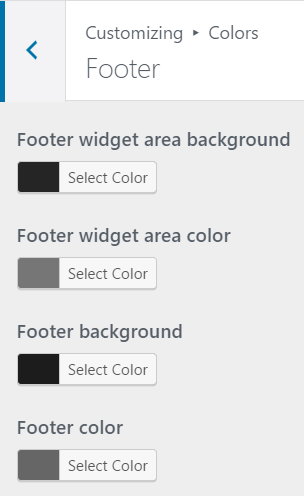 Customizing ▸ Colors
Footer
Footer widget area background
Select Color
Footer widget area color
Select Color
Footer background
Select Color
Footer color
Select Color